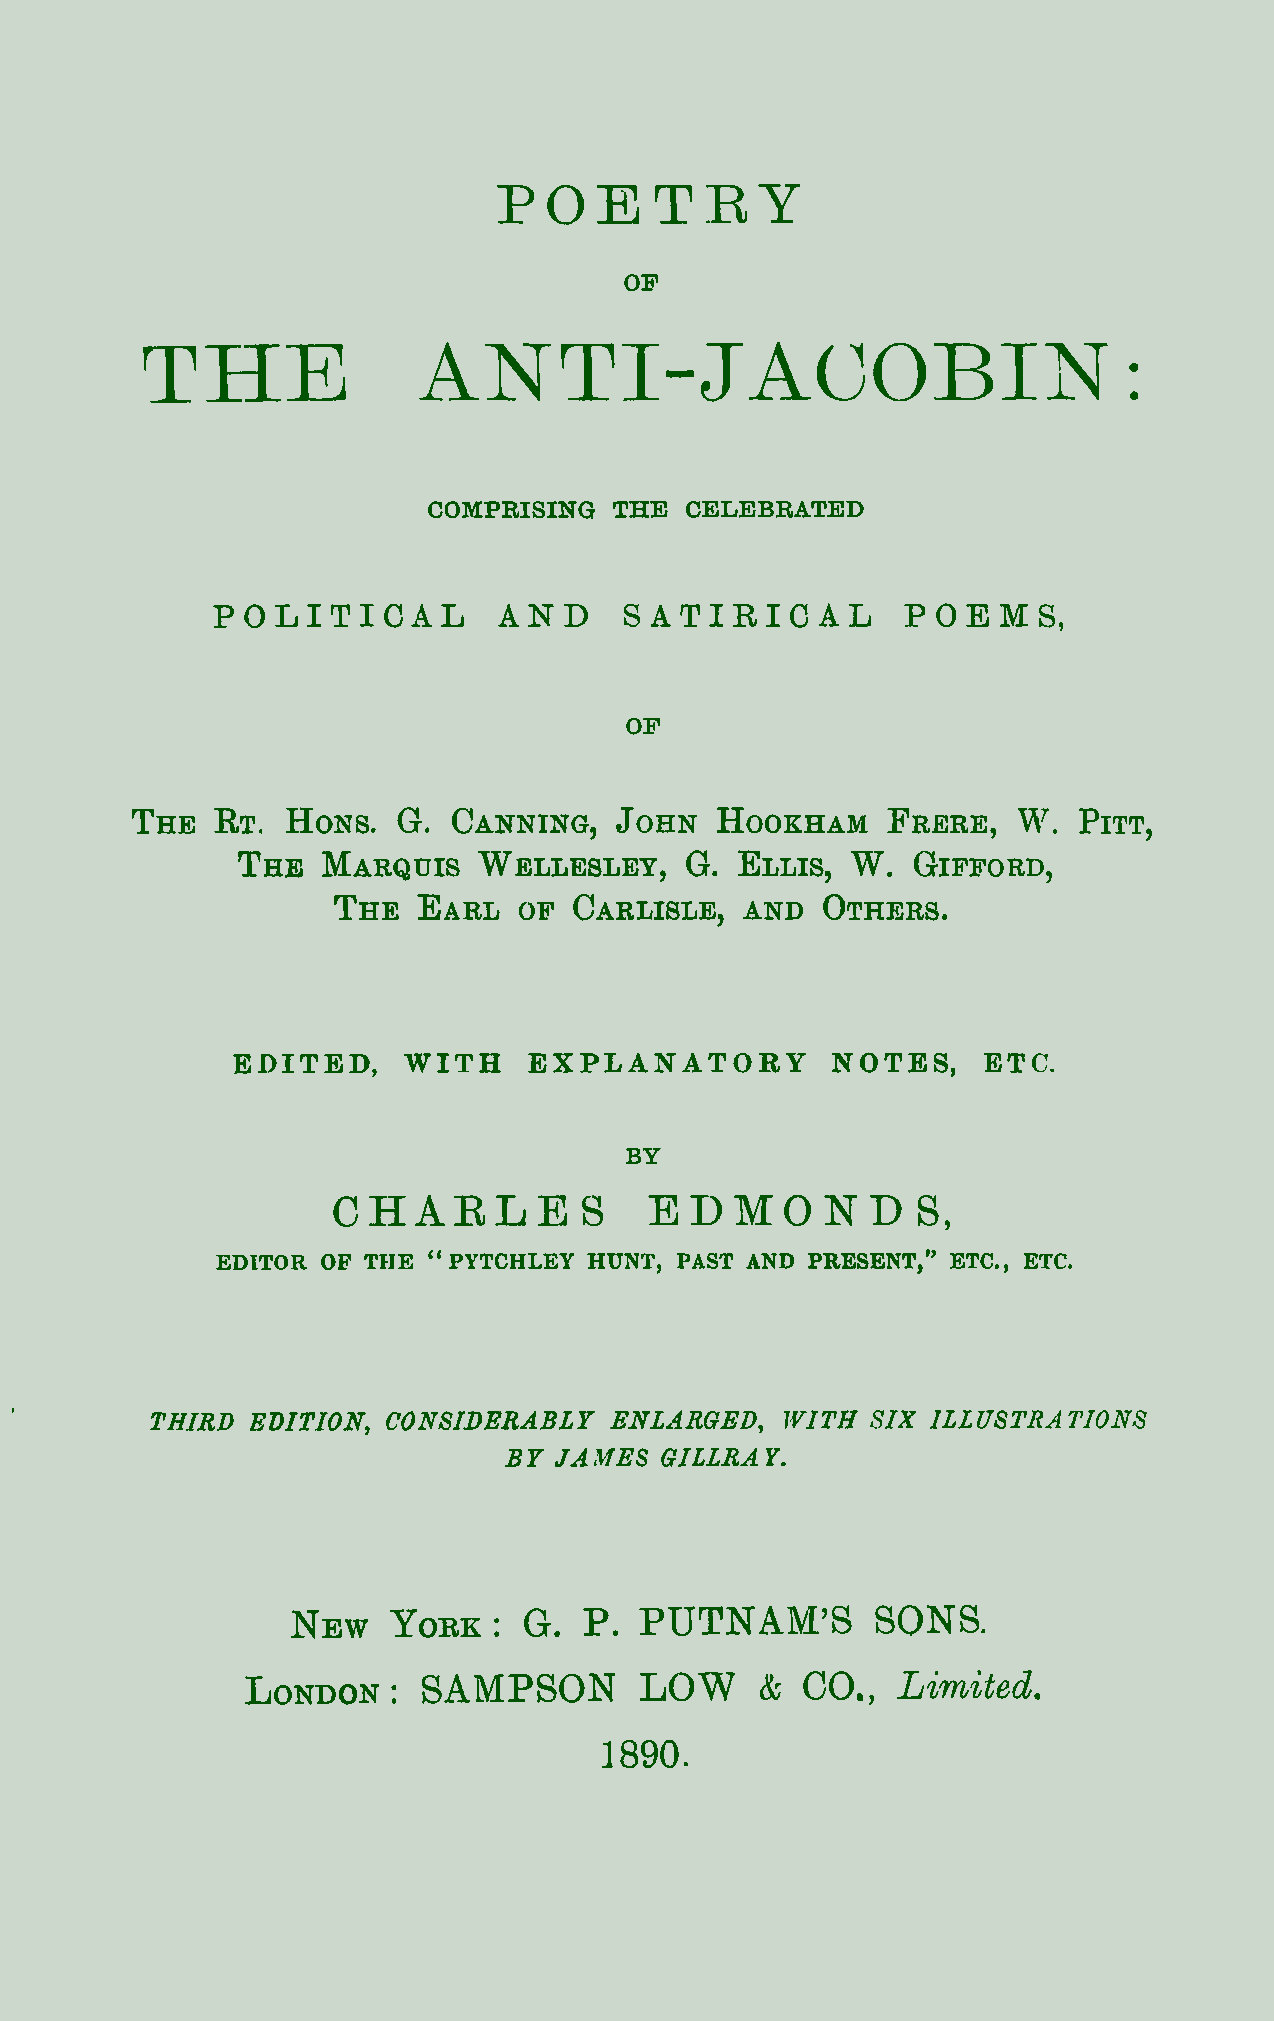 POETRY
OF
THE ANTI-JACOBIN:
COMPRISING THE CELEBRATED
POLITICAL AND SATIRICAL POEMS,
OF
THE RT. HONS. G. CANNING, JOHN HOOKHAM FRERE, W. PITT,
THE MARQUIS WELLESLEY, G. ELLIS, W. GIFFORD,
THE EARL OF CARLISLE, AND OTHERS.
EDITED, WITH EXPLANATORY NOTES, ETC.
BY
CHARLES EDMONDS,
EDITOR OF THE “PYTCHLEY HUNT, PAST AND PRESENT,” ETC., ETC.
THIRD EDITION, CONSIDERABLY ENLARGED, WITH SIX ILLUSTRATIONS
BY JAMES GILLRAY.
NEW YORK: G. P. PUTNAM'S SONS.
LONDON: SAMPSON LOW & CO., Limited.
1890.